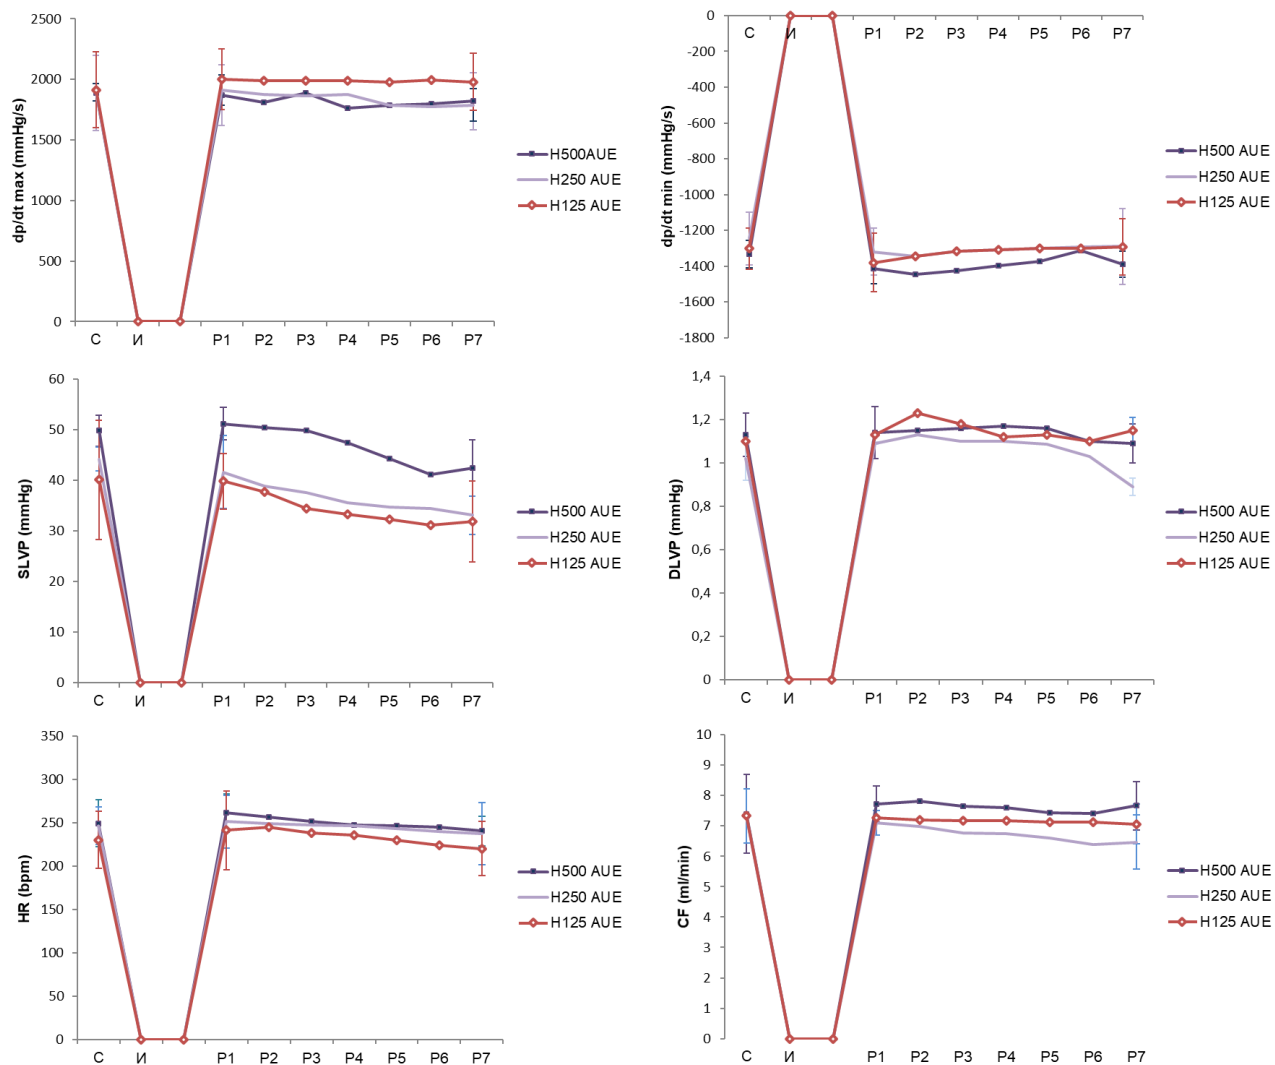 2500
2000
1500
1000
500
0
dp/dt max (mmHg/s)
C И P1 P2 P3 P4 P5 P6 P7
H500AUE
H250 AUE
H125 AUE
0
-200
-400
-600
-800
-1000
-1200
-1400
-1600
-1800
dp/dt min (mmHg/s)
C И P1 P2 P3 P4 P5 P6 P7
H500 AUE
H250 AUE
H125 AUE
60
50
40
30
20
10
0
SLVP (mmHg)
C И P1 P2 P3 P4 P5 P6 P7
H500 AUE
H250 AUE
H125 AUE
1,4
1,2
1
0,8
0,6
0,4
0,2
0
DLVP (mmHg)
C И P1 P2 P3 P4 P5 P6 P7
H500 AUE
H250 AUE
H125 AUE
350
300
250
200
150
100
50
0
HR (bpm)
C И P1 P2 P3 P4 P5 P6 P7
H500 AUE
H250 AUE
H125 AUE
10
9
8
7
6
5
4
3
2
1
0
CF (ml/min)
C И P1 P2 P3 P4 P5 P6 P7
H500 AUE
H250 AUE
H125 AUE